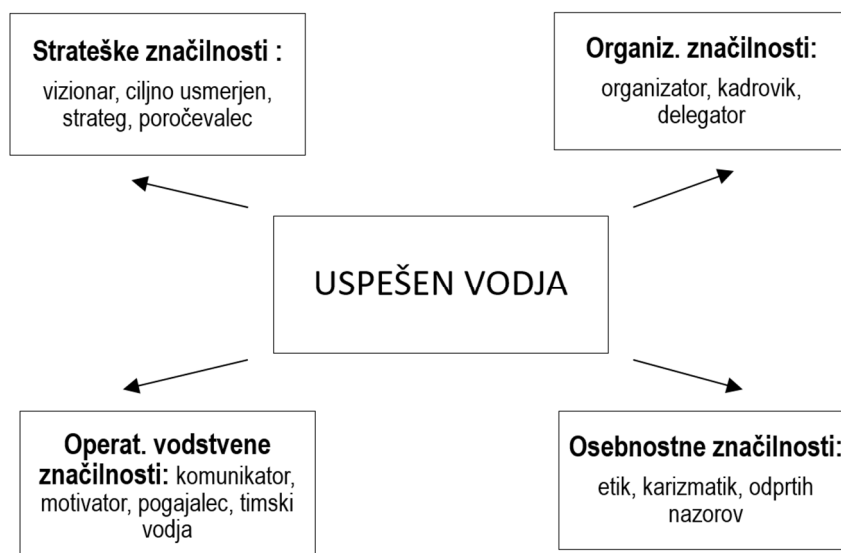 Strateške značilnosti :
vizionar, ciljno usmerjen,
strateg, poročevalec
Organiz. značilnosti:
organizator, kadrovik,
delegator
USPEŠEN VODJA
Operat. vodstvene
značilnosti: komunikator,
motivator, pogajalec, timski
vodja
Osebnostne značilnosti:
etik, karizmatik, odprtih
nazorov